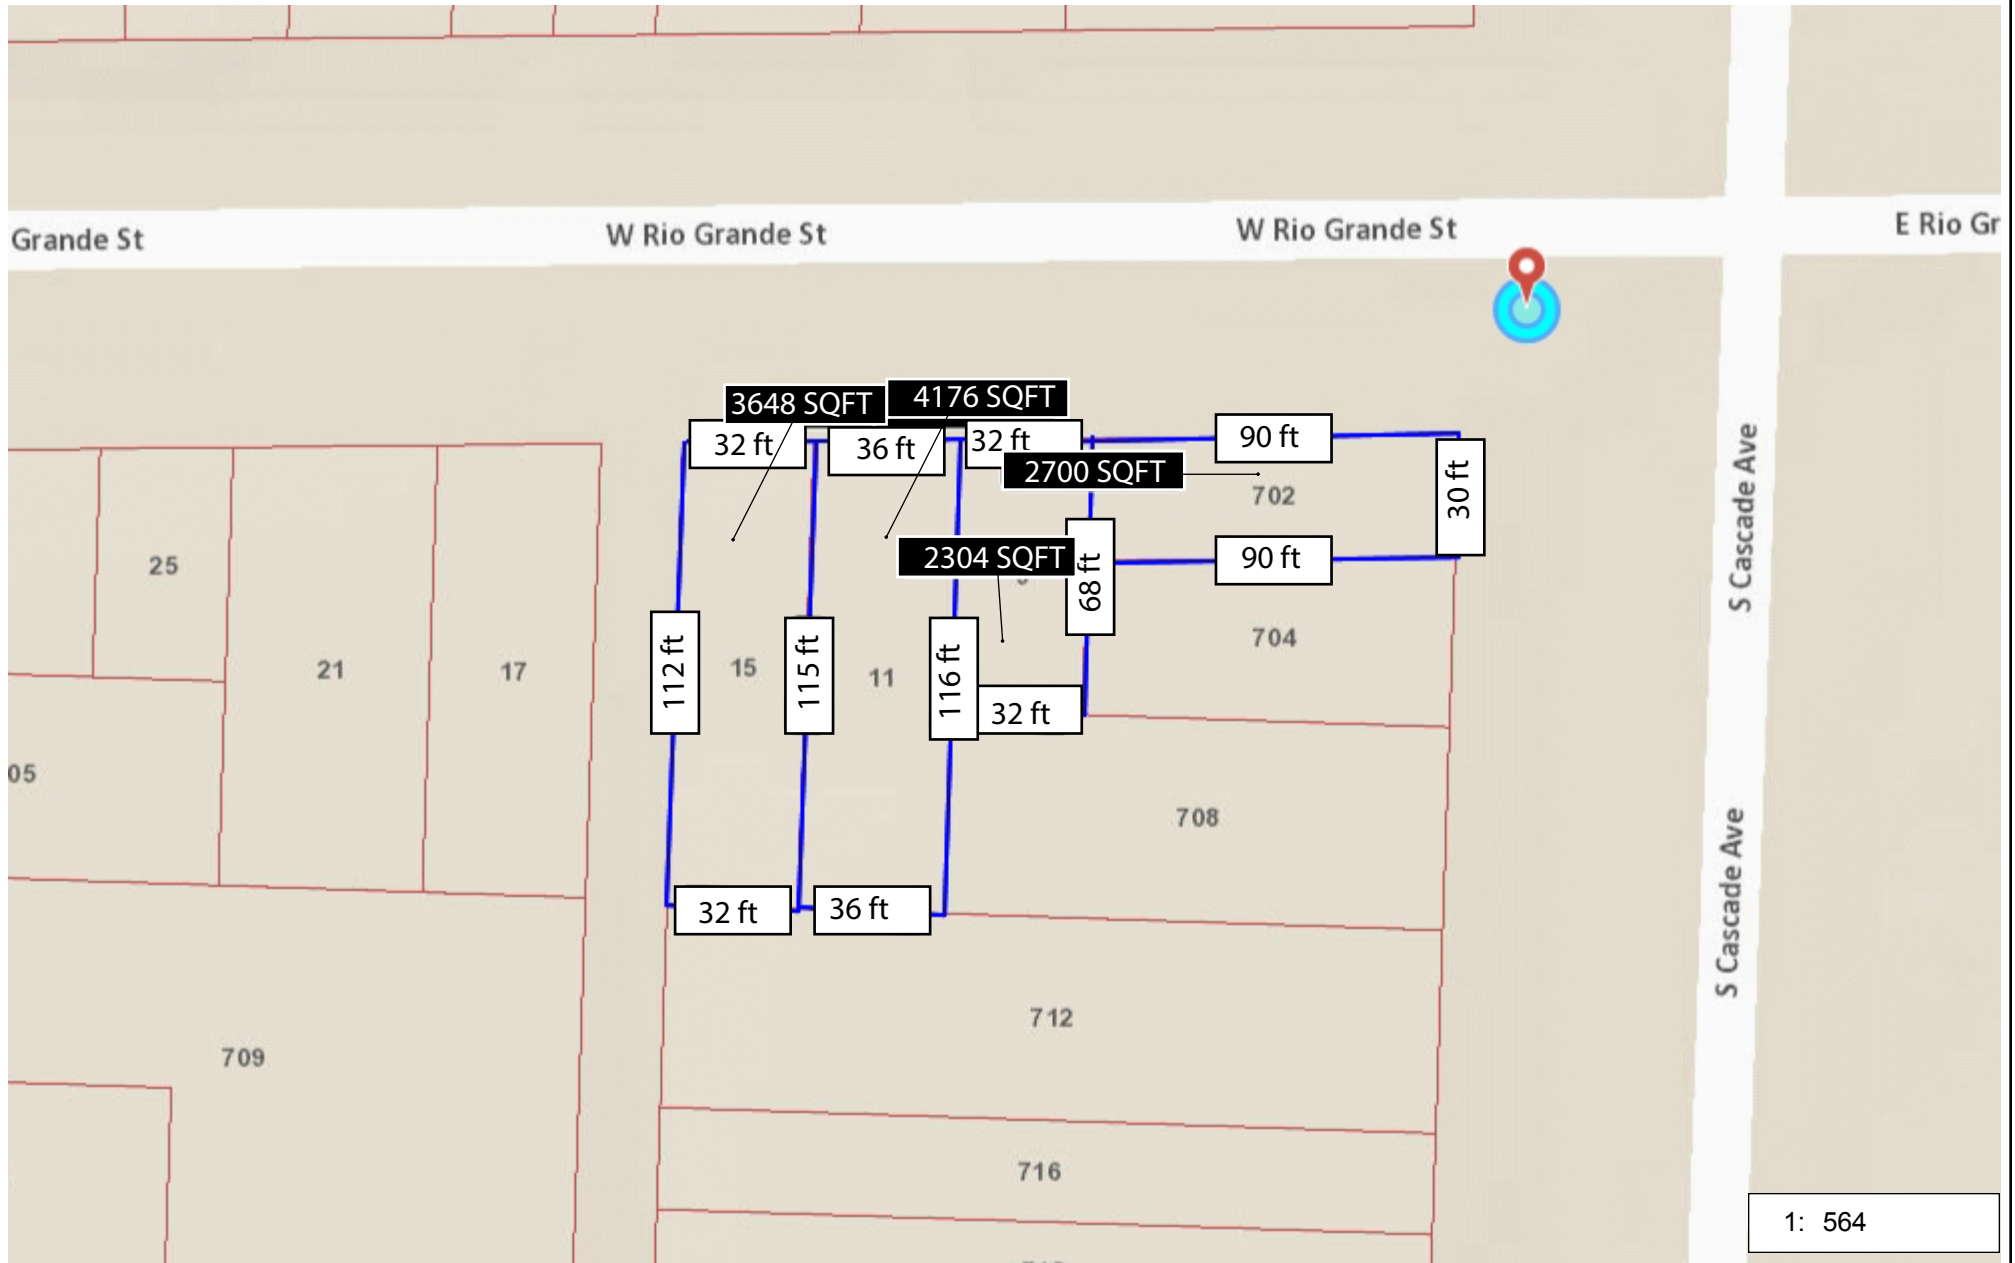 Grande St
W Rio Grande St
W Rio Grande St
E Rio Gr
3648 SQFT
4176 SQFT
32 ft
36 ft
32 ft
90 ft
2700 SQFT
702
30 ft
S Cascade Ave
25
2304 SQFT
68 ft
90 ft
704
21
17
112 ft
15
115 ft
11
116 ft
32 ft
05
708
32 ft
36 ft
S Cascade Ave
712
709
716
1: 564